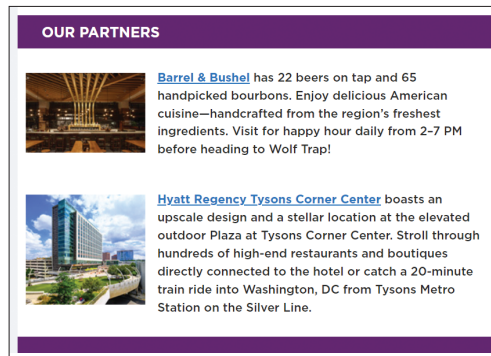 OUR PARTNERS
Barrel & Bushel has 22 beers on tap and 65
handpicked bourbons. Enjoy delicious American
cuisine—handcrafted from the region’s freshest
ingredients. Visit for happy hour daily from 2–7 PM
before heading to Wolf Trap!
Hyatt Regency Tysons Corner Center boasts an
upscale design and a stellar location at the elevated
outdoor Plaza at Tysons Corner Center. Stroll through
hundreds of high-end restaurants and boutiques
directly connected to the hotel or catch a 20-minute
train ride into Washington, DC from Tysons Metro
Station on the Silver Line.